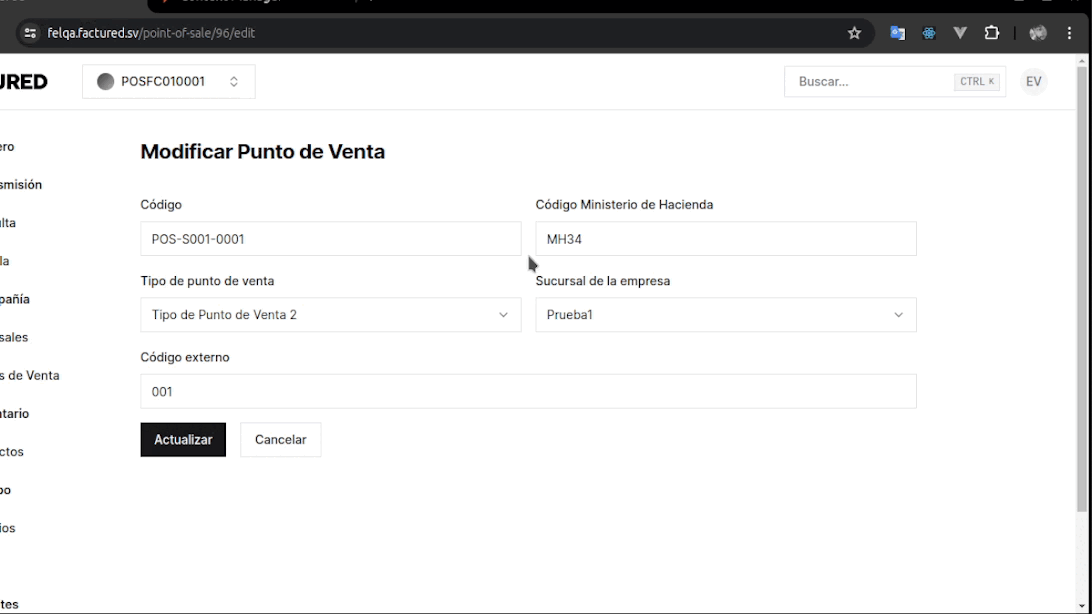 felqa.factured.sv/point-of-sale/96/edit
URED
POSFC010001
Buscar...
CTRL K
EV
ero
Modificar Punto de Venta
smisión
Código
Código Ministerio de Hacienda
ulta
POS-S001-0001
MH34
la
Tipo de punto de venta
Sucursal de la empresa
pañía
Tipo de Punto de Venta 2
Prueba1
sales
Código externo
s de Venta
001
ntario
Actualizar
Cancelar
ctos
po
ios
tes